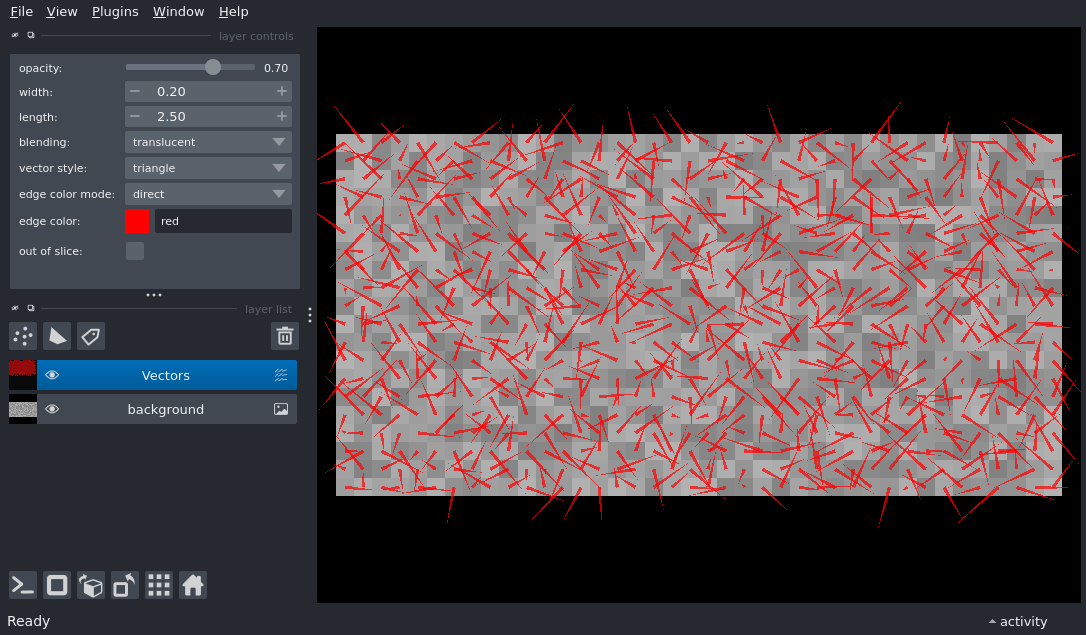 File View Plugins Window Help
layer controls
opacity: 0.70
width: 0.20
length: 2.50
blending: translucent
vector style: triangle
edge color mode: direct
edge color: red
out of slice:
layer list
Vectors
background
Ready
activity